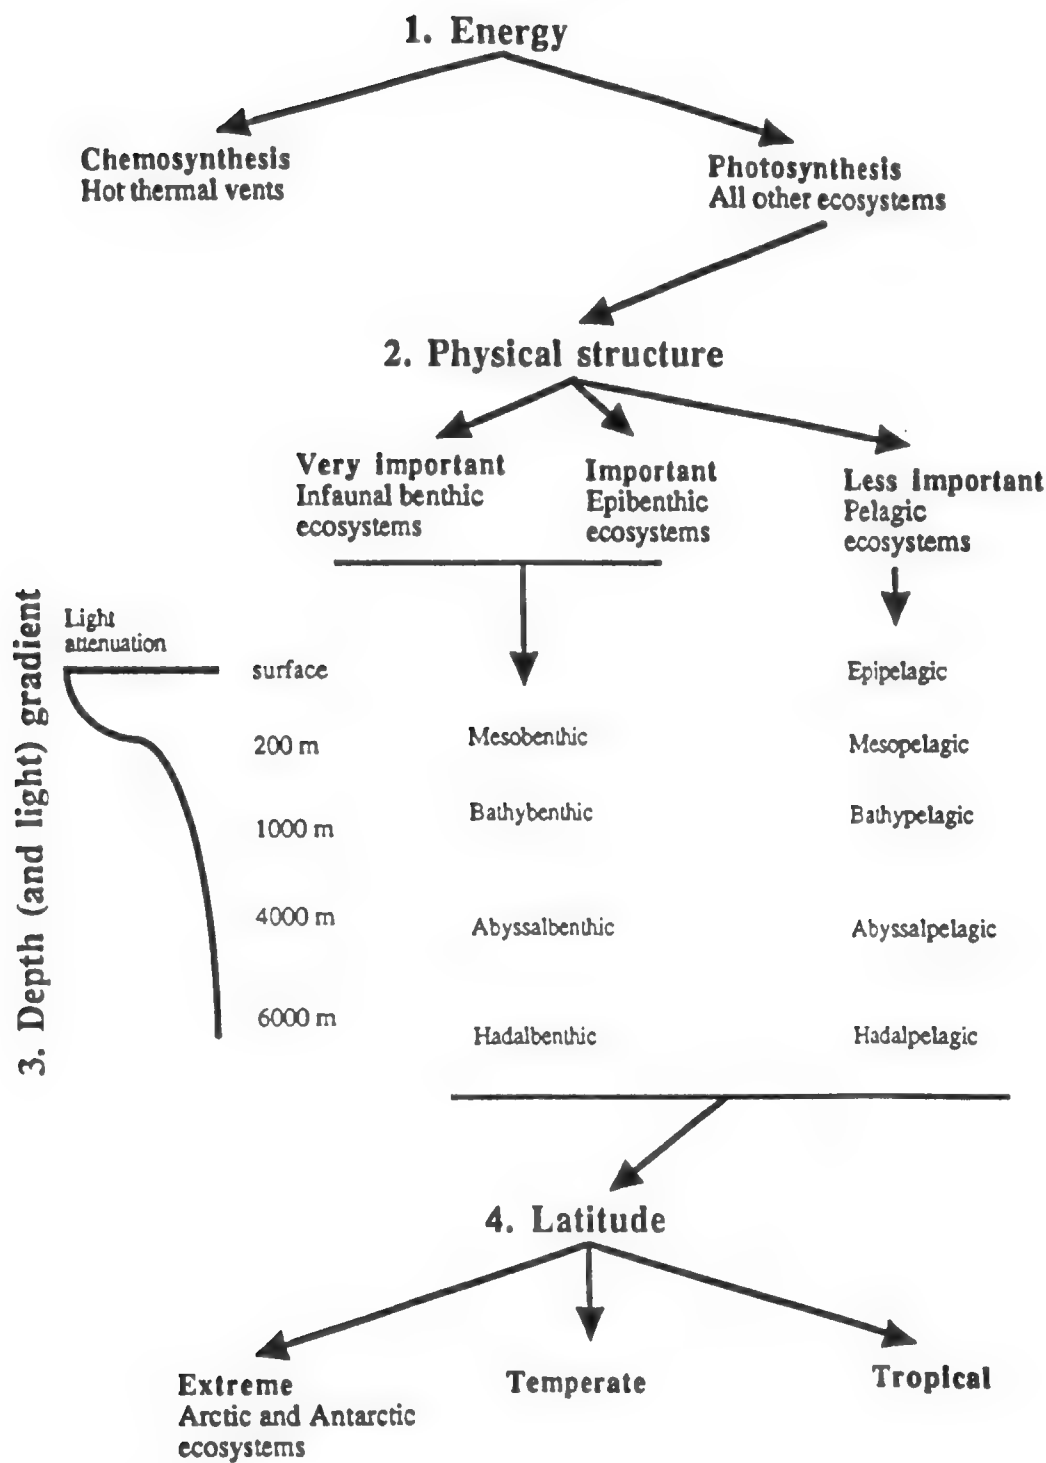 1. Energy
Chemosynthesis
Hot thermal vents
Photosynthesis
All other ecosystems
2. Physical structure
Very important
Infaunal benthic
ecosystems
Important
Epibenthic
ecosystems
Less important
Pelagic
ecosystems
3. Depth (and light) gradient
Light
attenuation
surface
Epipelagic
200 m
Mesobenthic
Mesopelagic
1000 m
Bathybenthic
Bathypelagic
4000 m
Abyssalbenthic
Abyssalpelagic
6000 m
Hadalbenthic
Hadalpelagic
4. Latitude
Extreme
Arctic and Antarctic
ecosystems
Temperate
Tropical